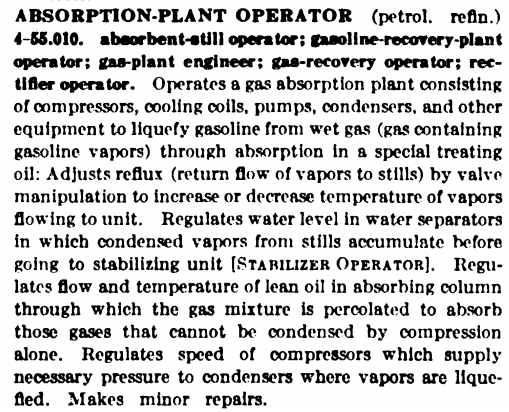 ABSORPTION-PLANT OPERATOR (petrol. refin.)
4-55.010. absorbent-still operator; gasoline-recovery-plant
operator; gas-plant engineer; gas-recovery operator; rec-
tifier operator. Operates a gas absorption plant consisting
of compressors, cooling coils, pumps, condensers, and other
equipment to liquefy gasoline from wet gas (gas containing
gasoline vapors) through absorption in a special treating
oil: Adjusts reflux (return flow of vapors to stills) by valve
manipulation to increase or decrease temperature of vapors
flowing to unit. Regulates water level in water separators
in which condensed vapors from stills accumulate before
going to stabilizing unit [STABILIZER OPERATOR]. Regu-
lates flow and temperature of lean oil in absorbing column
through which the gas mixture is percolated to absorb
those gases that cannot be condensed by compression
alone. Regulates speed of compressors which supply
necessary pressure to condensers where vapors are lique-
fied. Makes minor repairs.